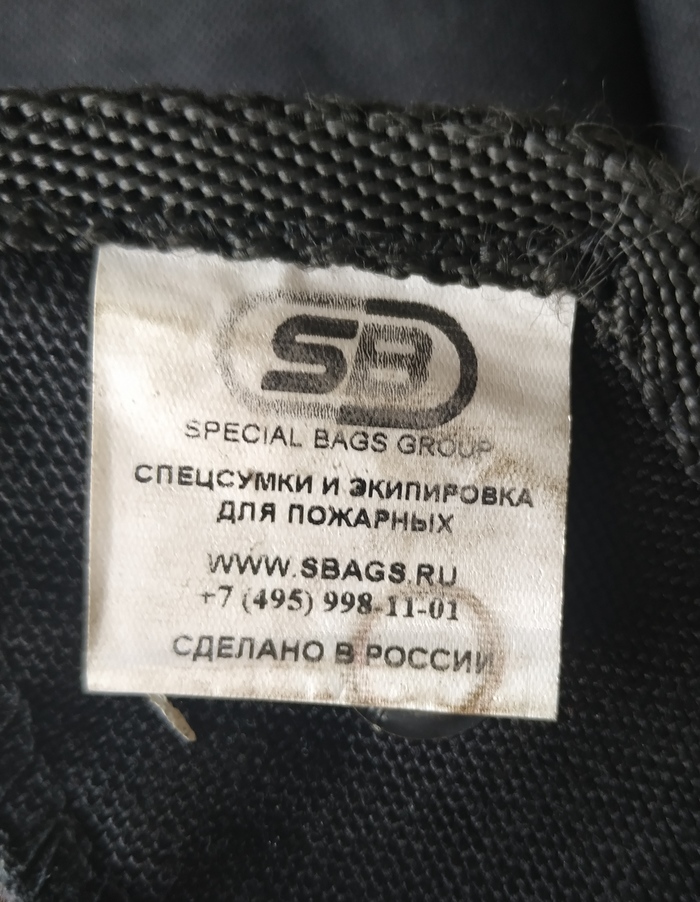 SB
SPECIAL BAGS GROUP
СПЕЦСУМКИ И ЭКИПИРОВКА
ДЛЯ ПОЖАРНЫХ
WWW.SBAGS.RU
+7 (495) 998-11-01
СДЕЛАНО В РОССИИ